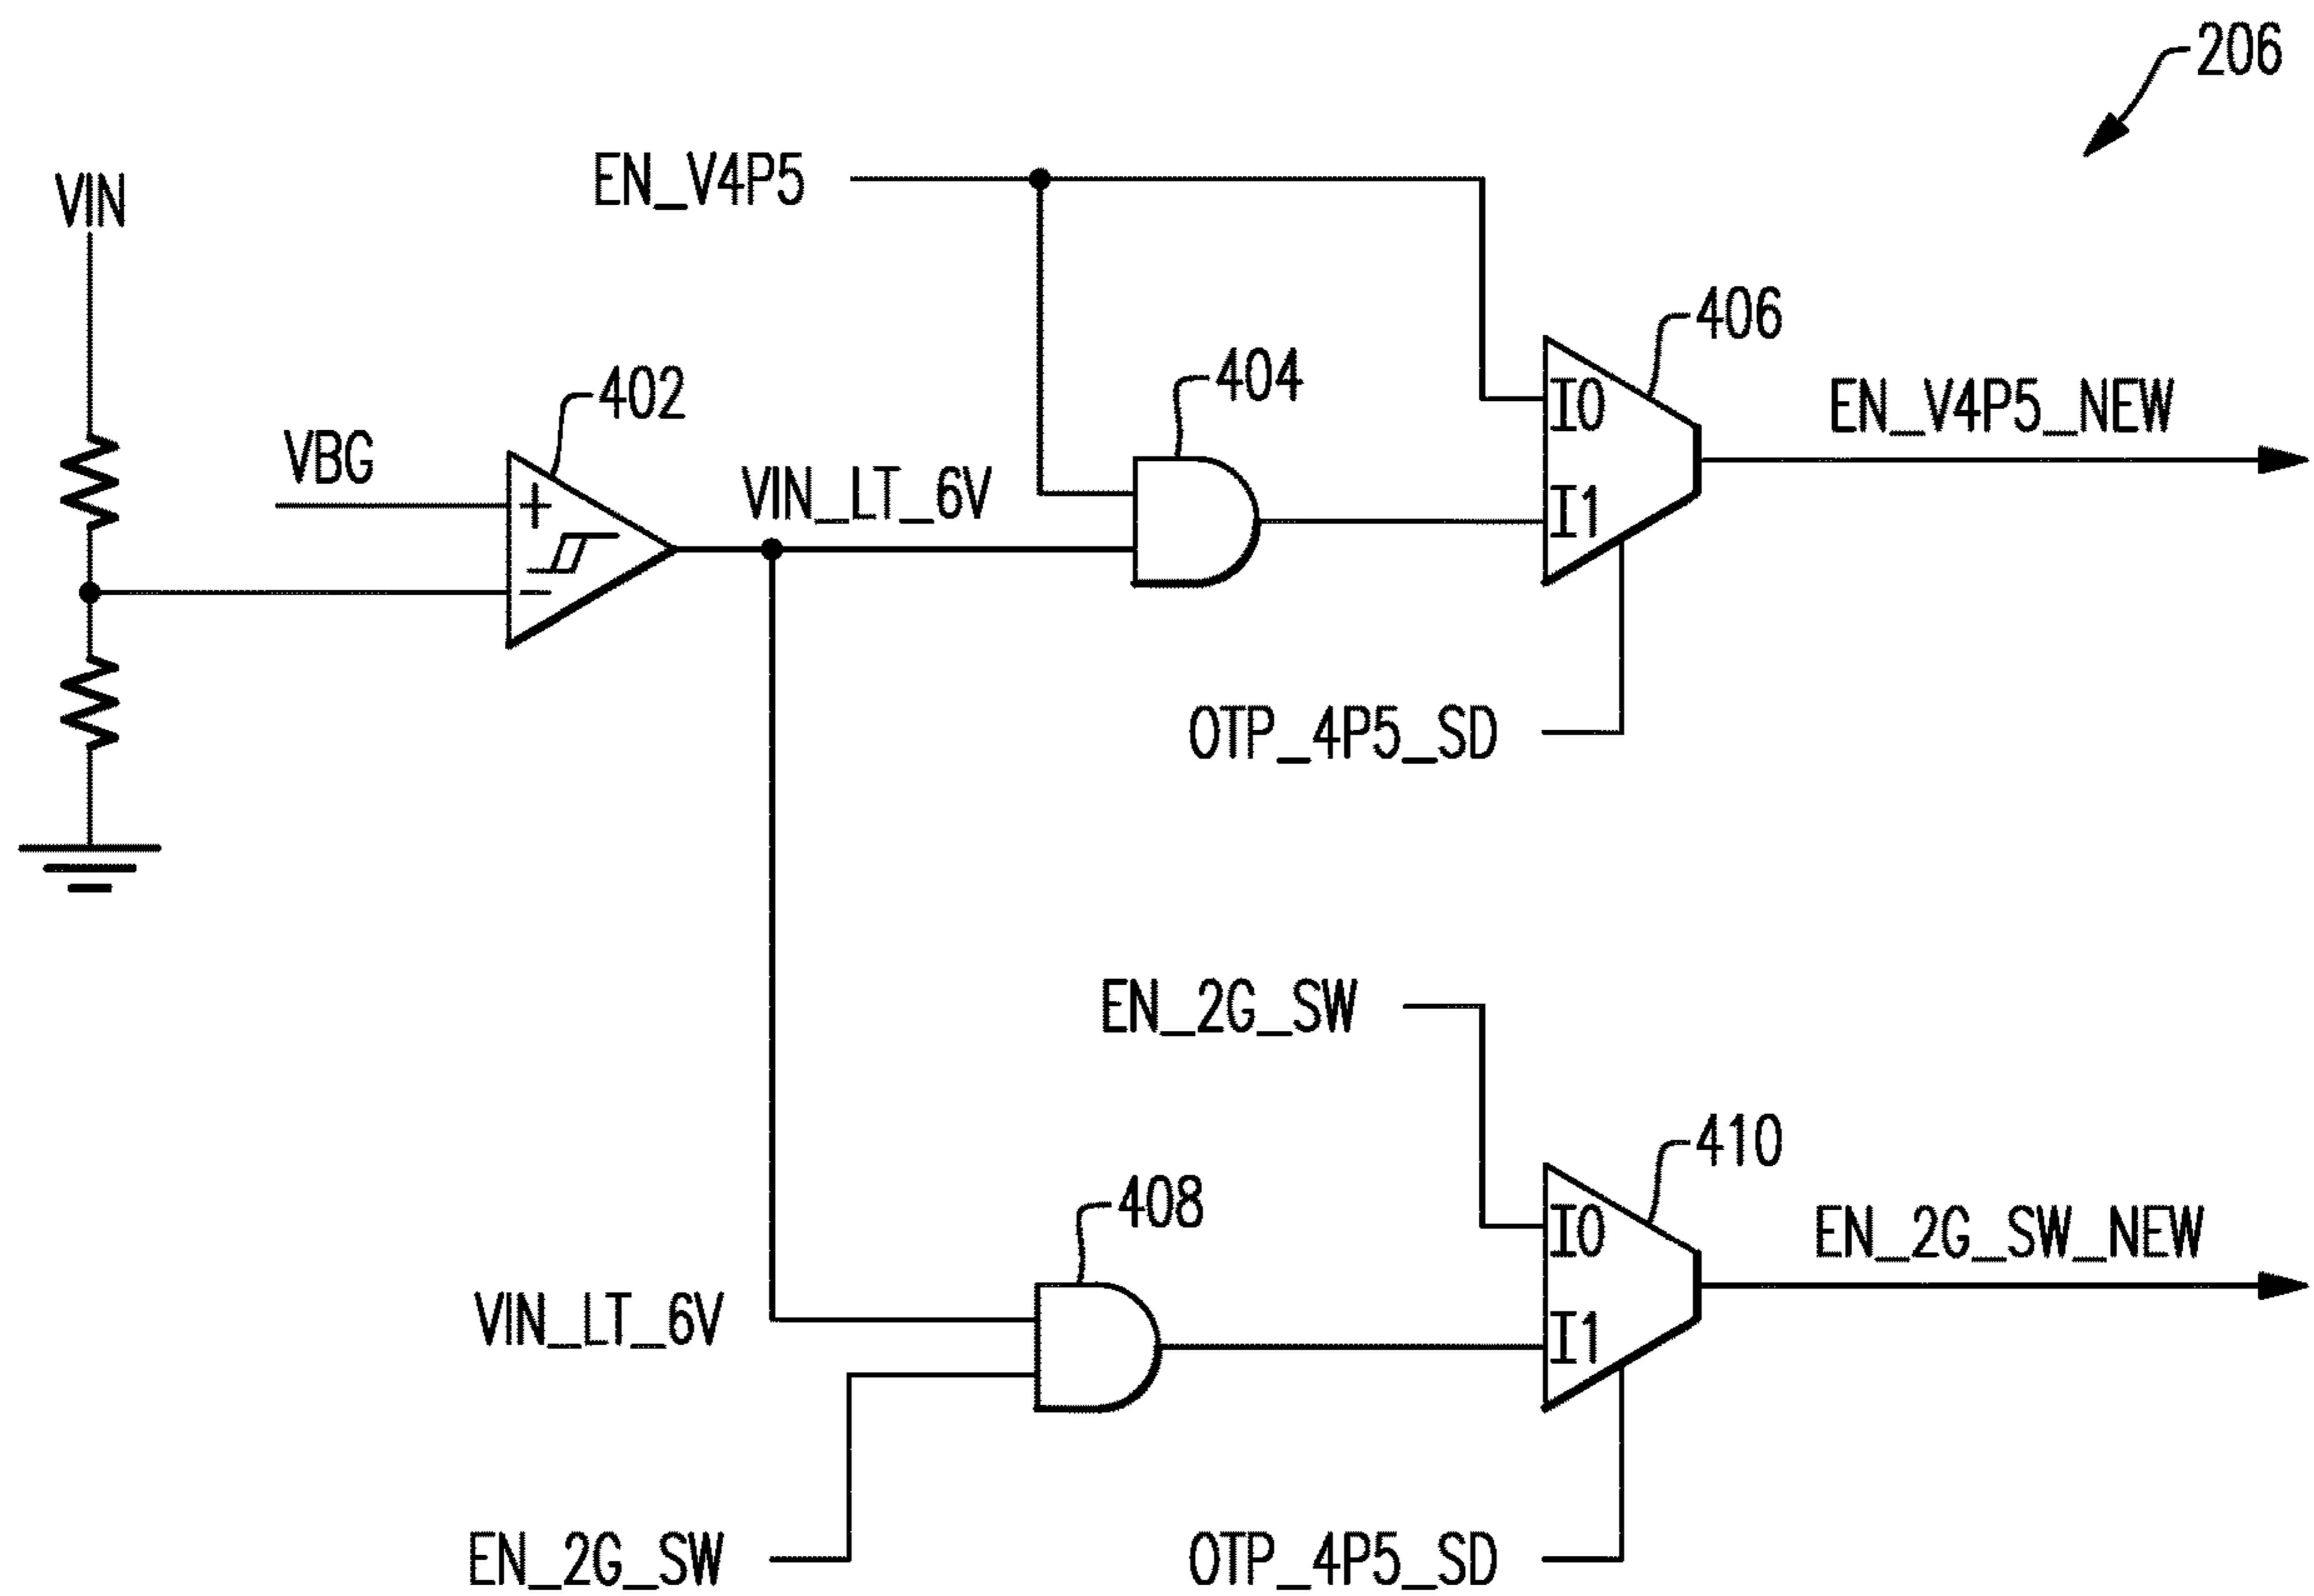 206
EN_V4P5
VIN
406
404
402
EN_V4P5_NEW
I0
VBG
VIN_LT_6V
+
I1
-
OTP_4P5_SD
EN_2G_SW
410
408
EN_2G_SW_NEW
I0
VIN_LT_6V
I1
EN_2G_SW
OTP_4P5_SD